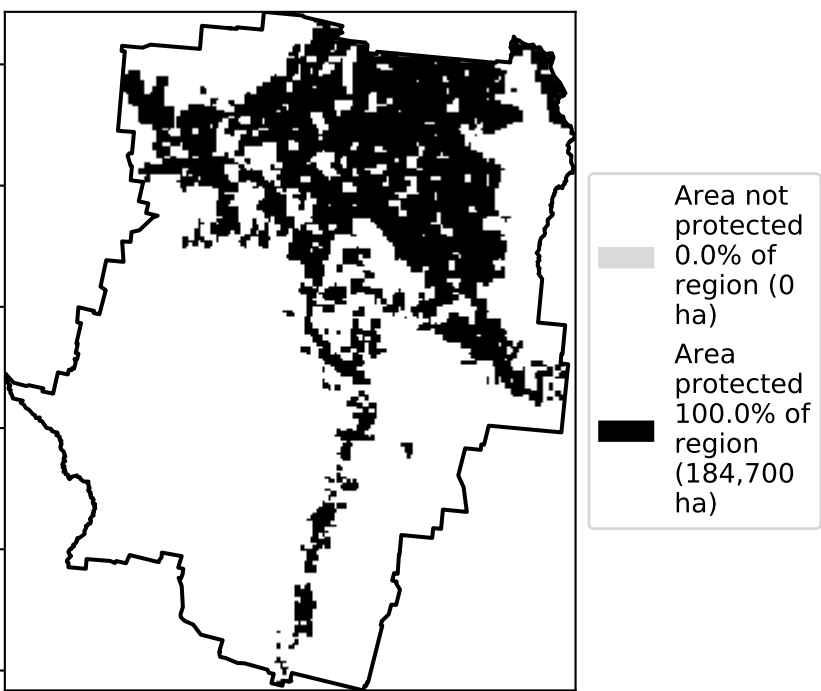 Area not
protected
0.0% of
region (0
ha)
Area
protected
100.0% of
region
(184,700
ha)